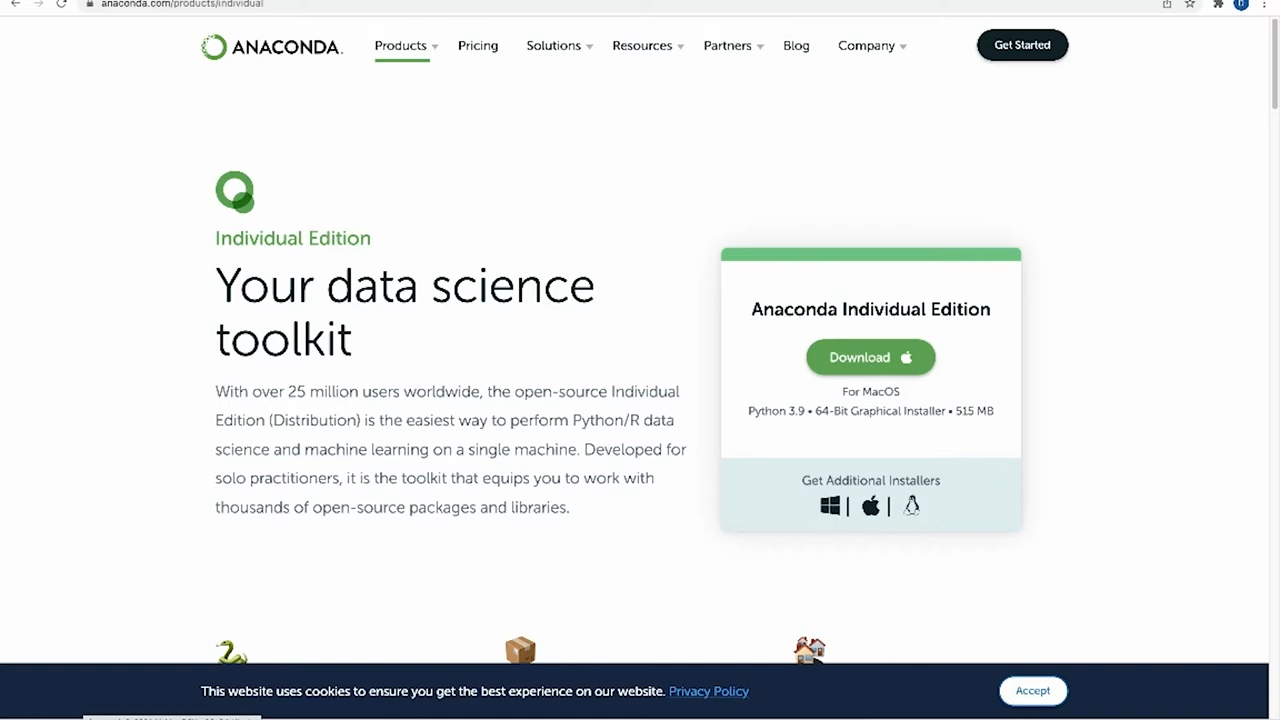 anaconda.com/products/individual
ANACONDA.
Products
Pricing
Solutions
Resources
Partners
Blog
Company
Get Started
Individual Edition
Your data science
toolkit
With over 25 million users worldwide, the open-source Individual
Edition (Distribution) is the easiest way to perform Python/R data
science and machine learning on a single machine. Developed for
solo practitioners, it is the toolkit that equips you to work with
thousands of open-source packages and libraries.
Anaconda Individual Edition
Download
For MacOS
Python 3.9 • 64-Bit Graphical Installer • 515 MB
Get Additional Installers
This website uses cookies to ensure you get the best experience on our website. Privacy Policy
Accept